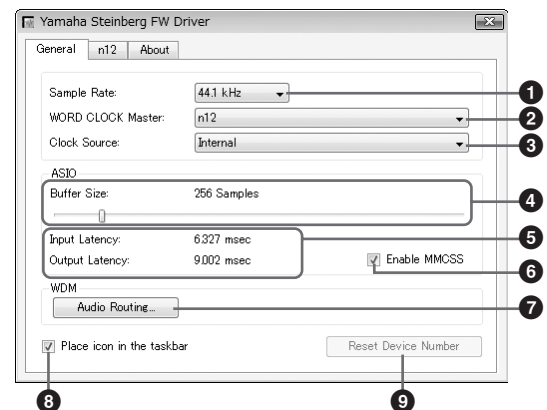 Yamaha Steinberg FW Driver
General n12 About
Sample Rate: 44.1 kHz 1
WORD CLOCK Master: n12 2
Clock Source: Internal 3
ASIO
Buffer Size: 256 Samples 4
Input Latency: 6.327 msec 5
Output Latency: 9.002 msec Enable MMCSS 6
WDM
Audio Routing... 7
Place icon in the taskbar Reset Device Number
8 9